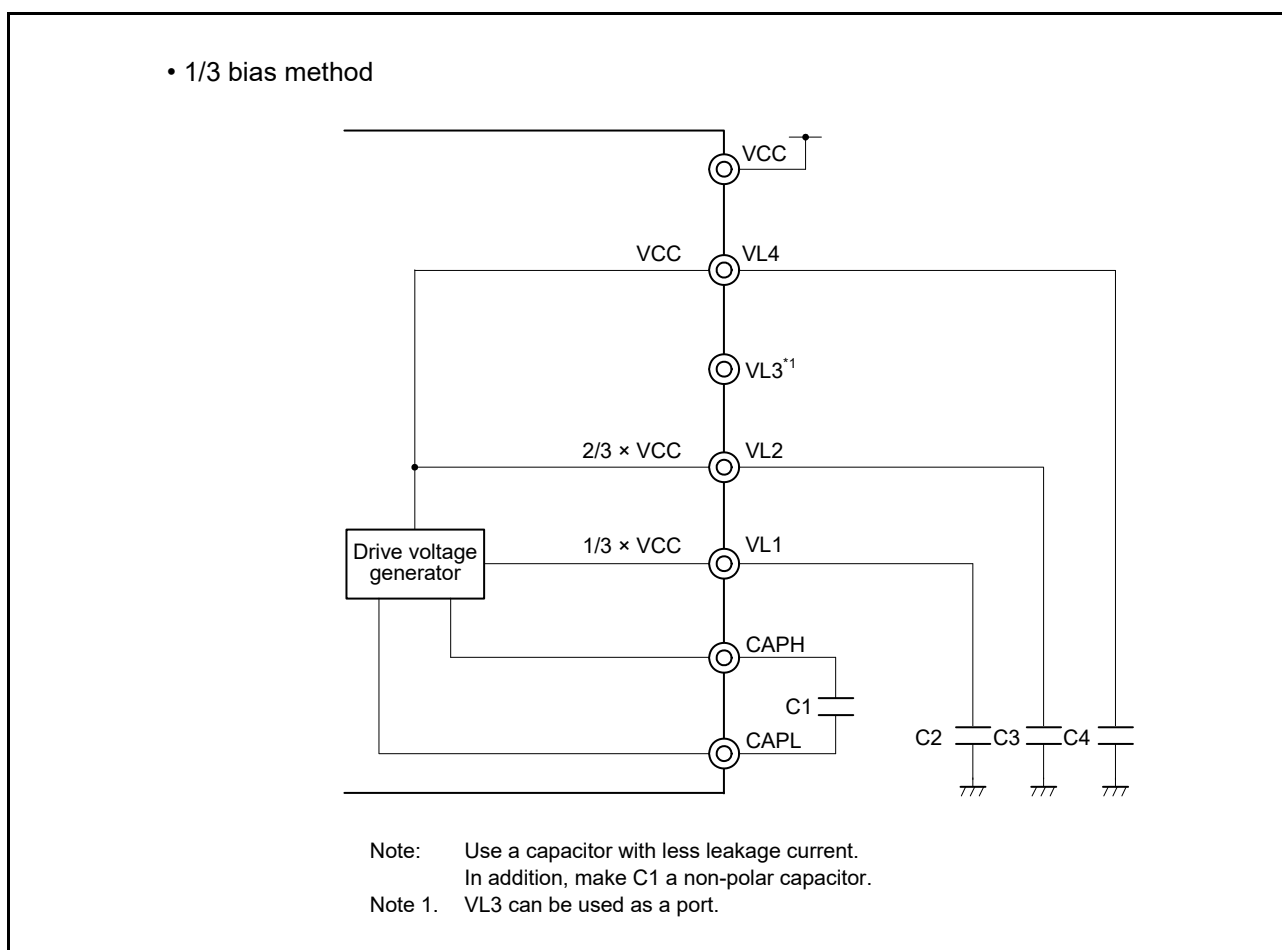 • 1/3 bias method
VCC
VCC VL4
VL3*1
2/3 × VCC VL2
Drive voltage
generator
1/3 × VCC VL1
CAPH
C1
CAPL
C2 C3 C4
Note: Use a capacitor with less leakage current.
In addition, make C1 a non-polar capacitor.
Note 1. VL3 can be used as a port.